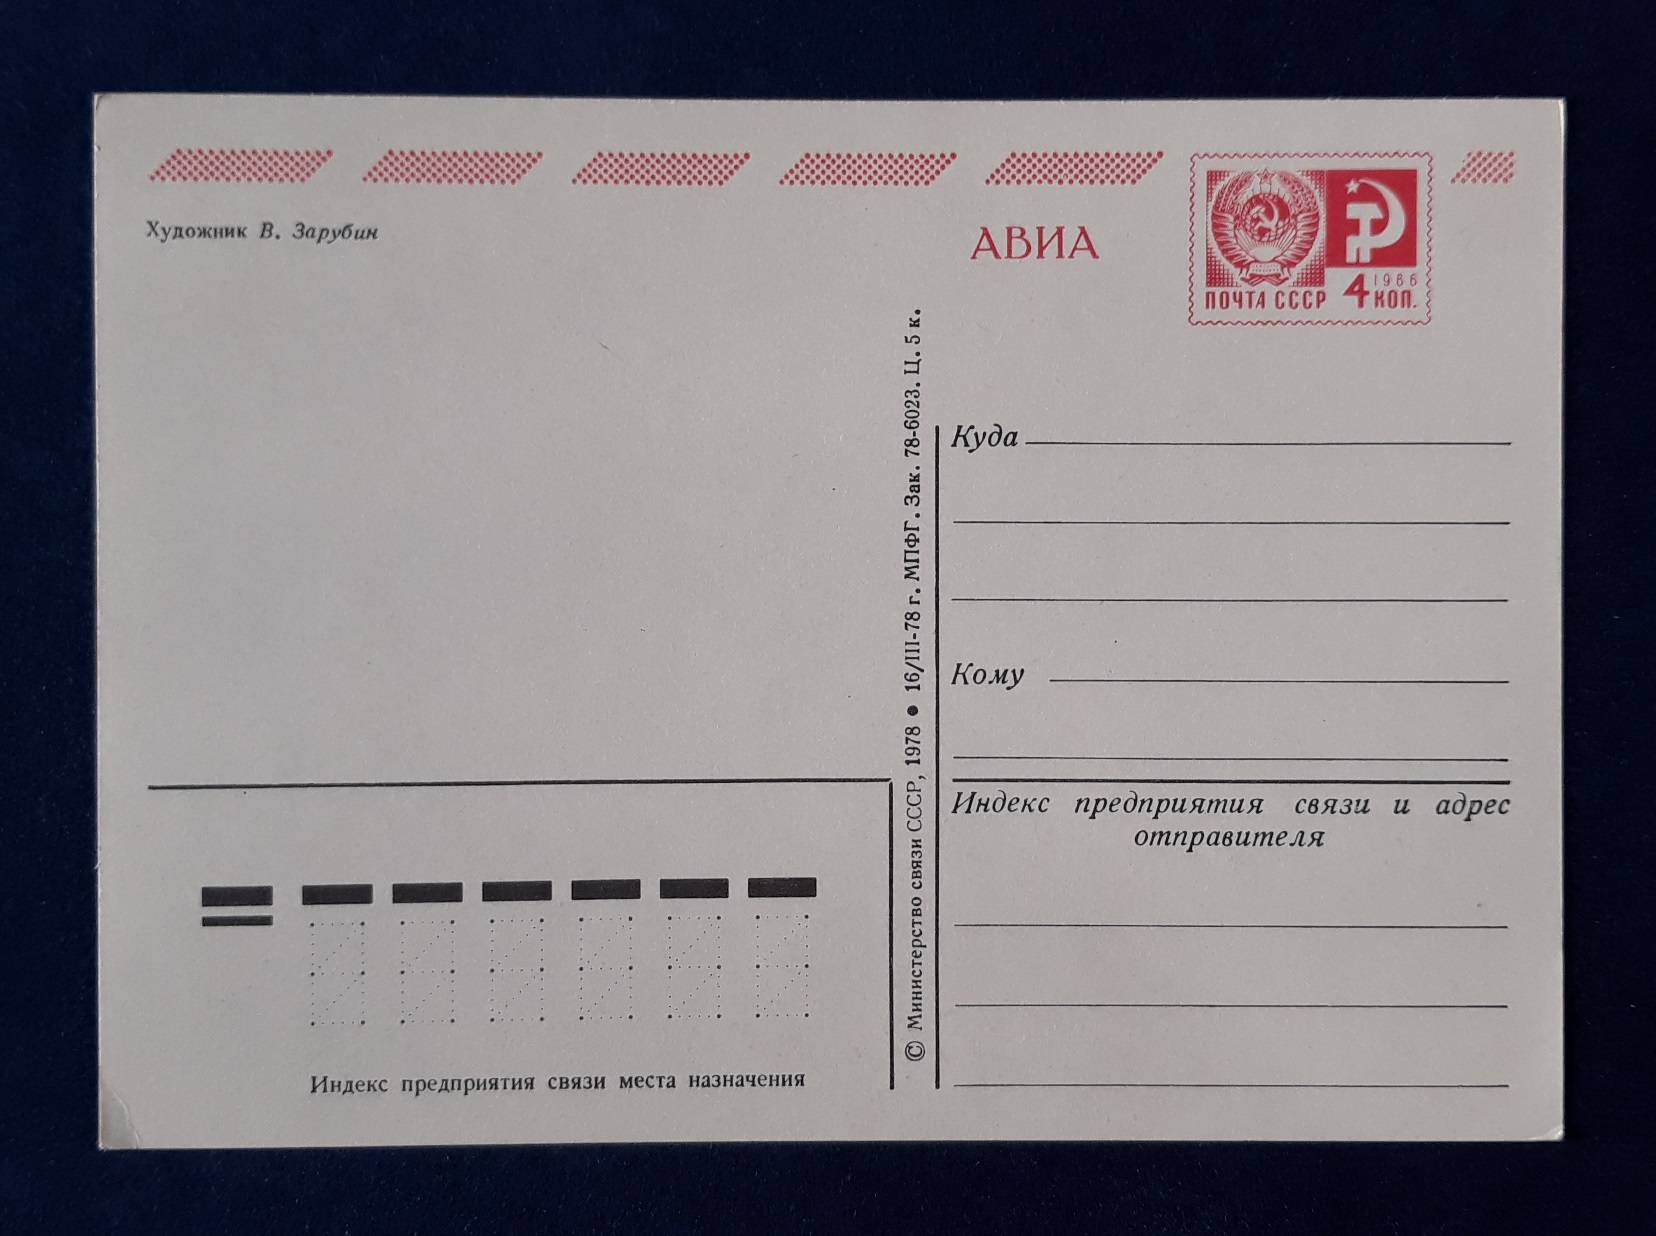 Художник В. Зарубин
АВИА
ПОЧТА СССР 4 1966 КОП.
Куда
Кому
Индекс предприятия связи и адрес
отправителя
© Министерство связи СССР, 1978 ● 16/III-78 г. МПФГ. Зак. 78-6023. Ц. 5 к.
Индекс предприятия связи места назначения